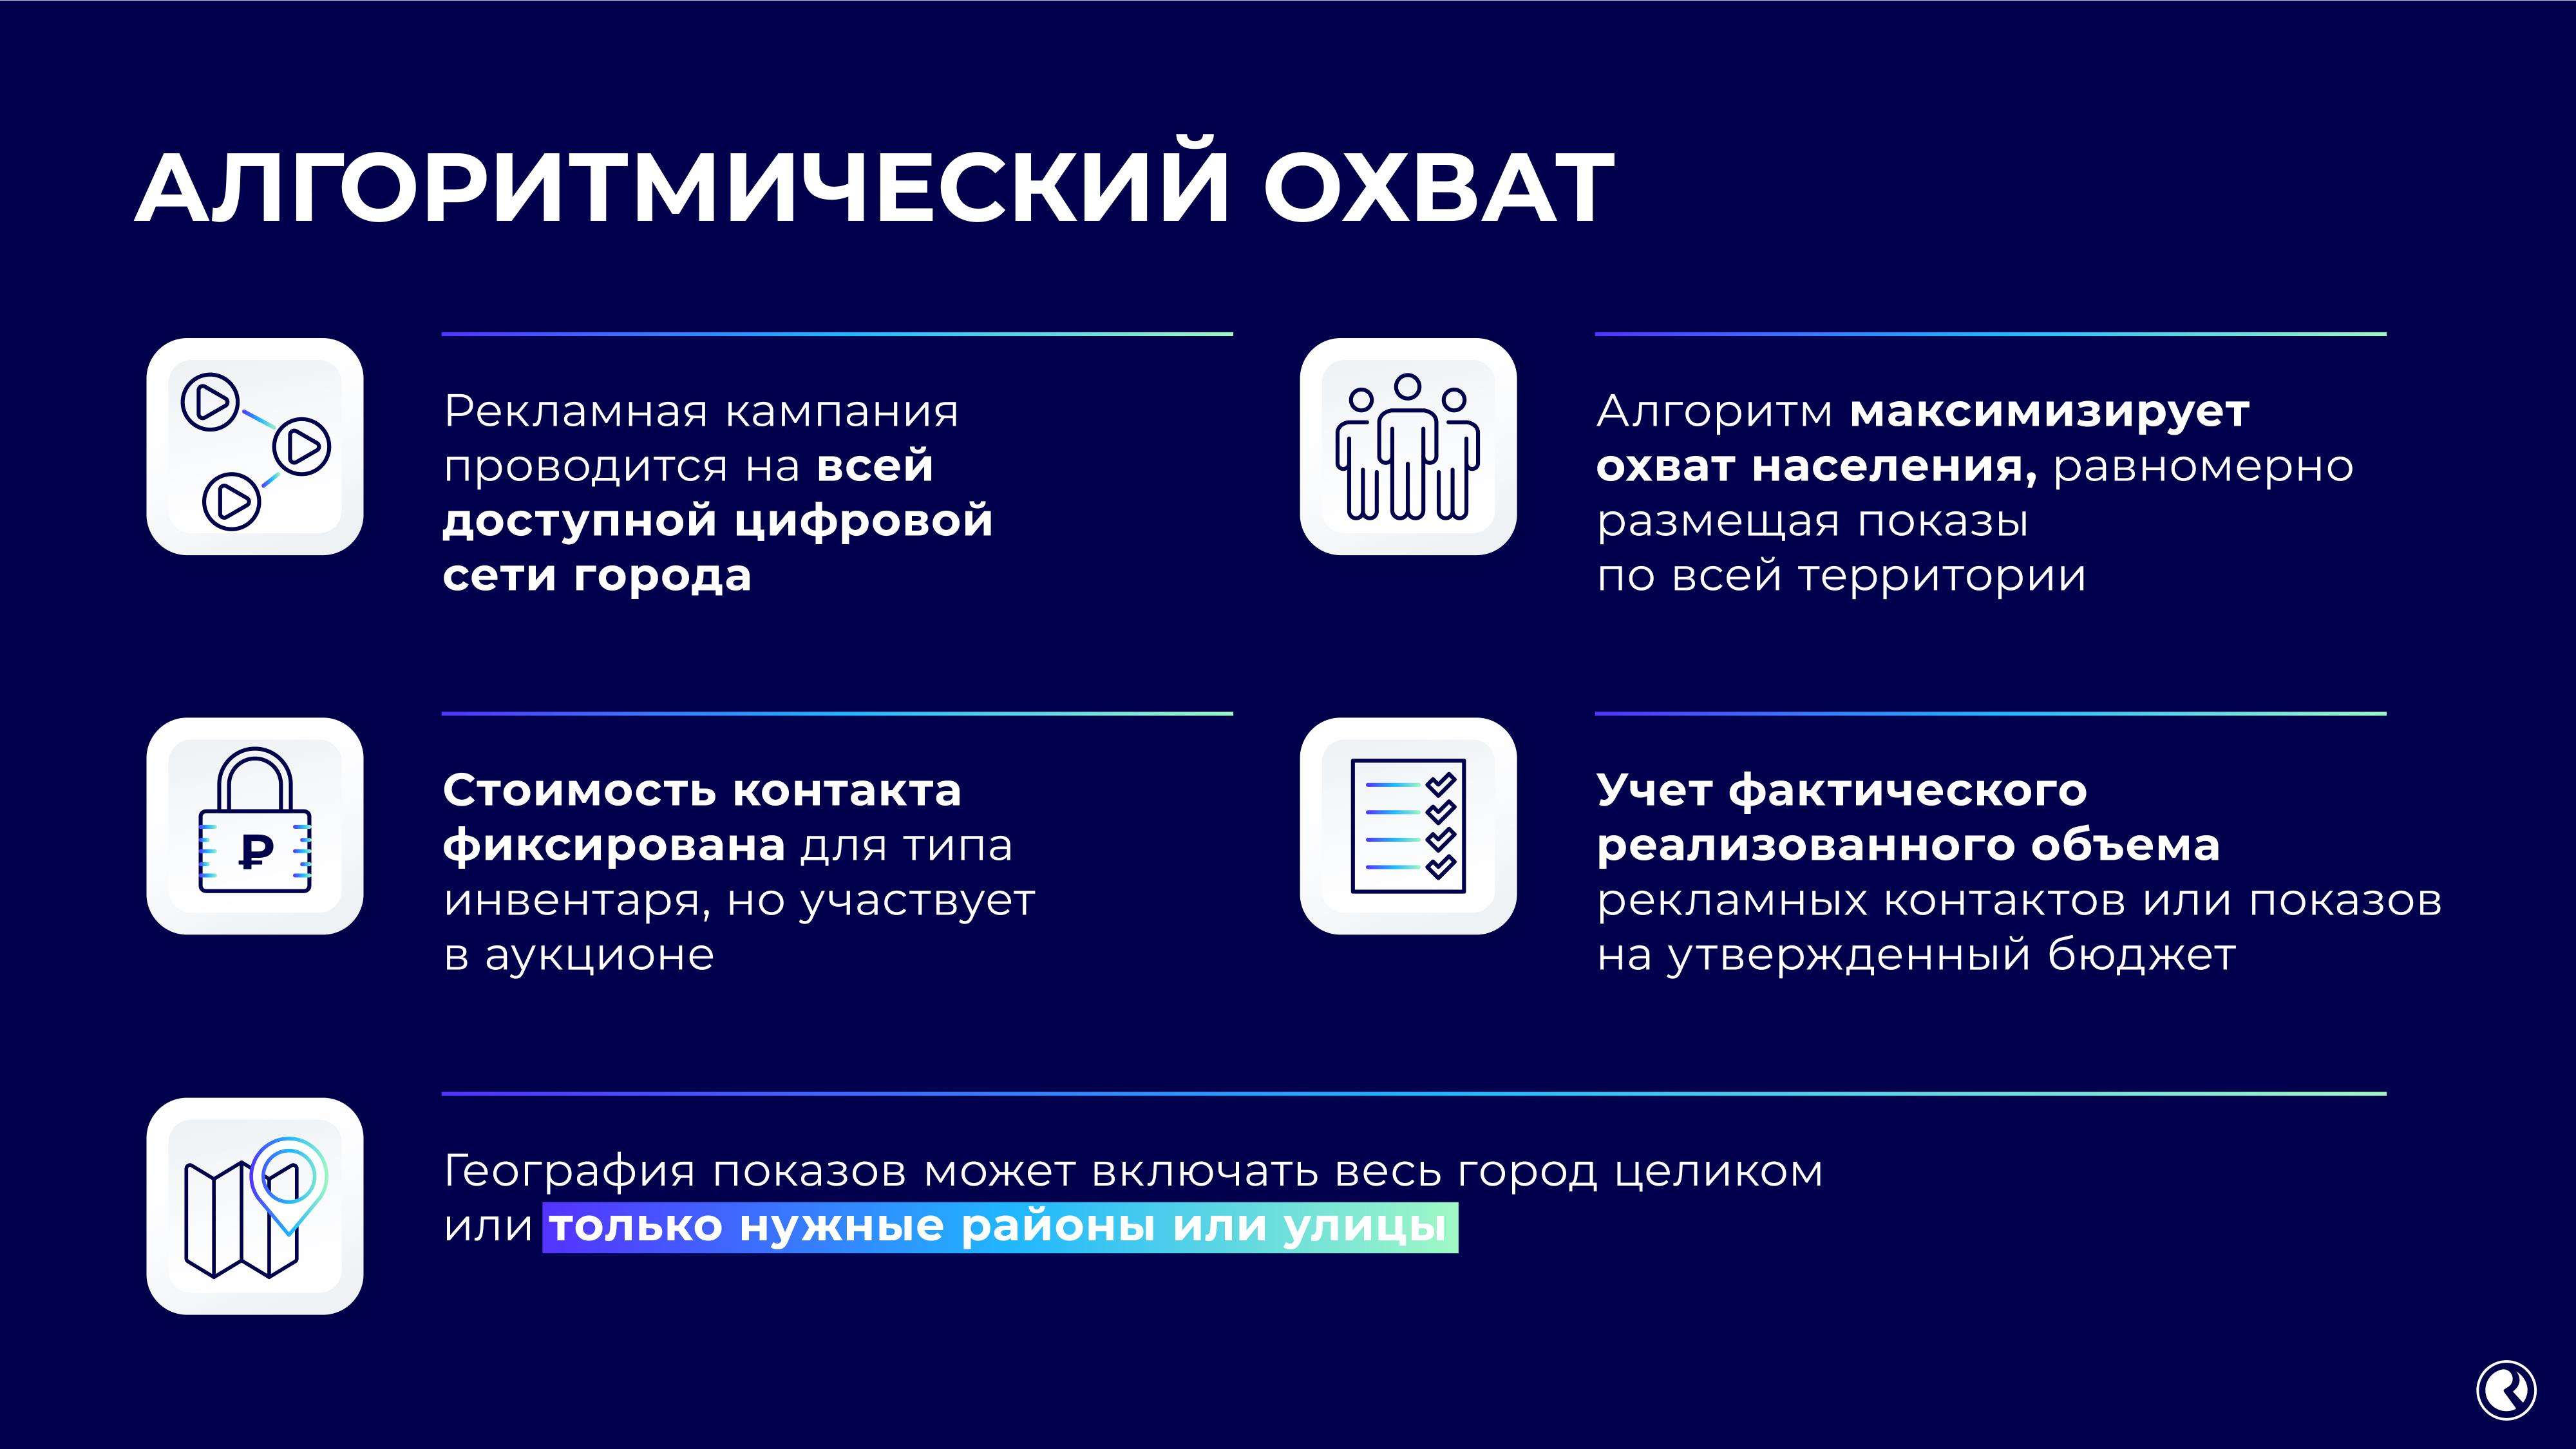 АЛГОРИТМИЧЕСКИЙ ОХВАТ
Рекламная кампания
проводится на всей
доступной цифровой
сети города
Алгоритм максимизирует
охват населения, равномерно
размещая показы
по всей территории
₽
Стоимость контакта
фиксирована для типа
инвентаря, но участвует
в аукционе
Учет фактического
реализованного объема
рекламных контактов или показов
на утвержденный бюджет
География показов может включать весь город целиком
или только нужные районы или улицы